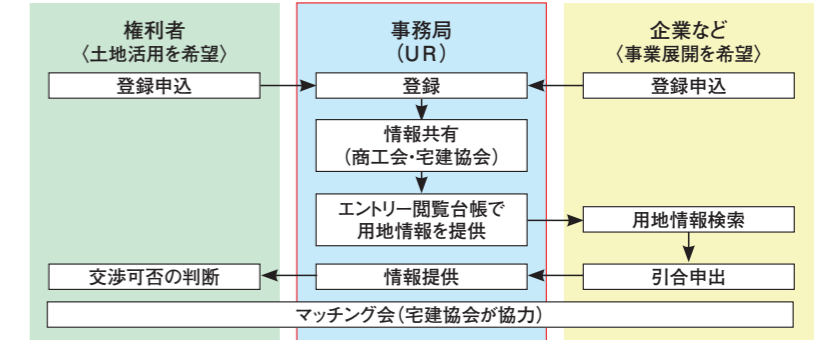 権利者
〈土地活用を希望〉
事務局
(UR)
企業など
〈事業展開を希望〉
登録申込
登録
登録申込
情報共有
(商工会・宅建協会)
エントリー閲覧台帳で
用地情報を提供
用地情報検索
交渉可否の判断
情報提供
引合申出
マッチング会(宅建協会が協力)